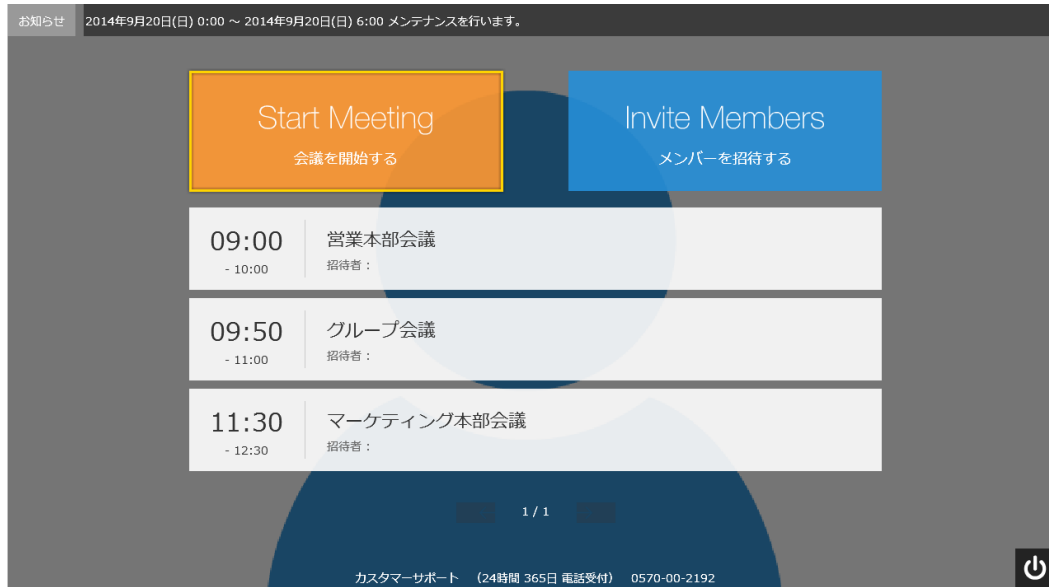 お知らせ 2014年9月20日(日) 0:00 ～ 2014年9月20日(日) 6:00 メンテナンスを行います。
Start Meeting
会議を開始する
Invite Members
メンバーを招待する
09:00
- 10:00
営業本部会議
招待者：
09:50
- 11:00
グループ会議
招待者：
11:30
- 12:30
マーケティング本部会議
招待者：
1 / 1
カスタマーサポート （24時間 365日 電話受付） 0570-00-2192